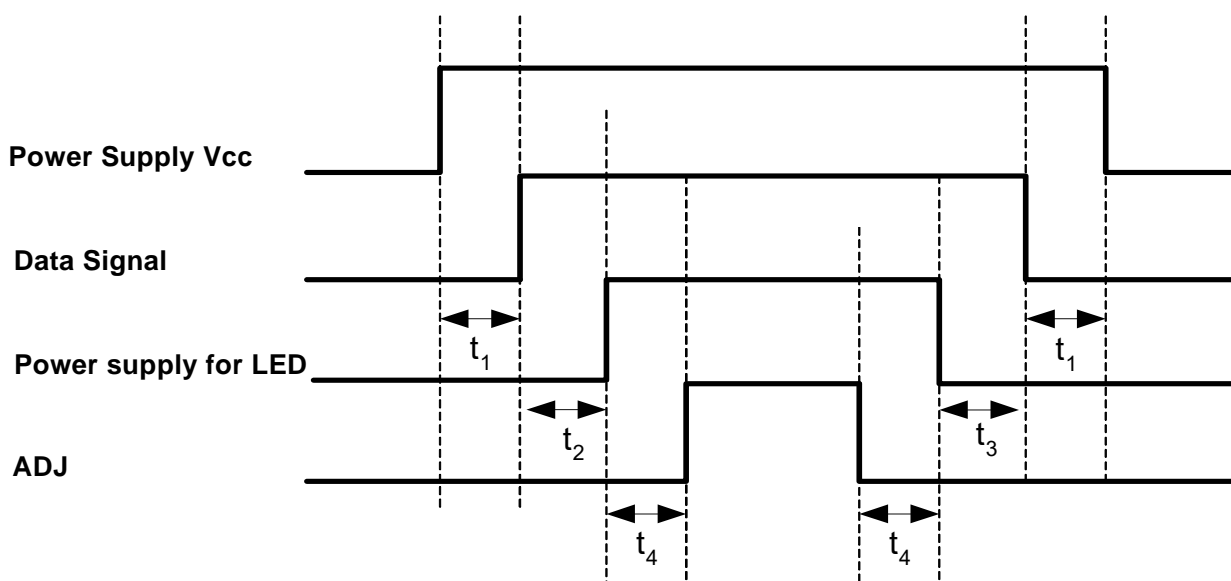 Power Supply Vcc
Data Signal
t1 t1
Power supply for LED
t2 t3
ADJ
t4 t4